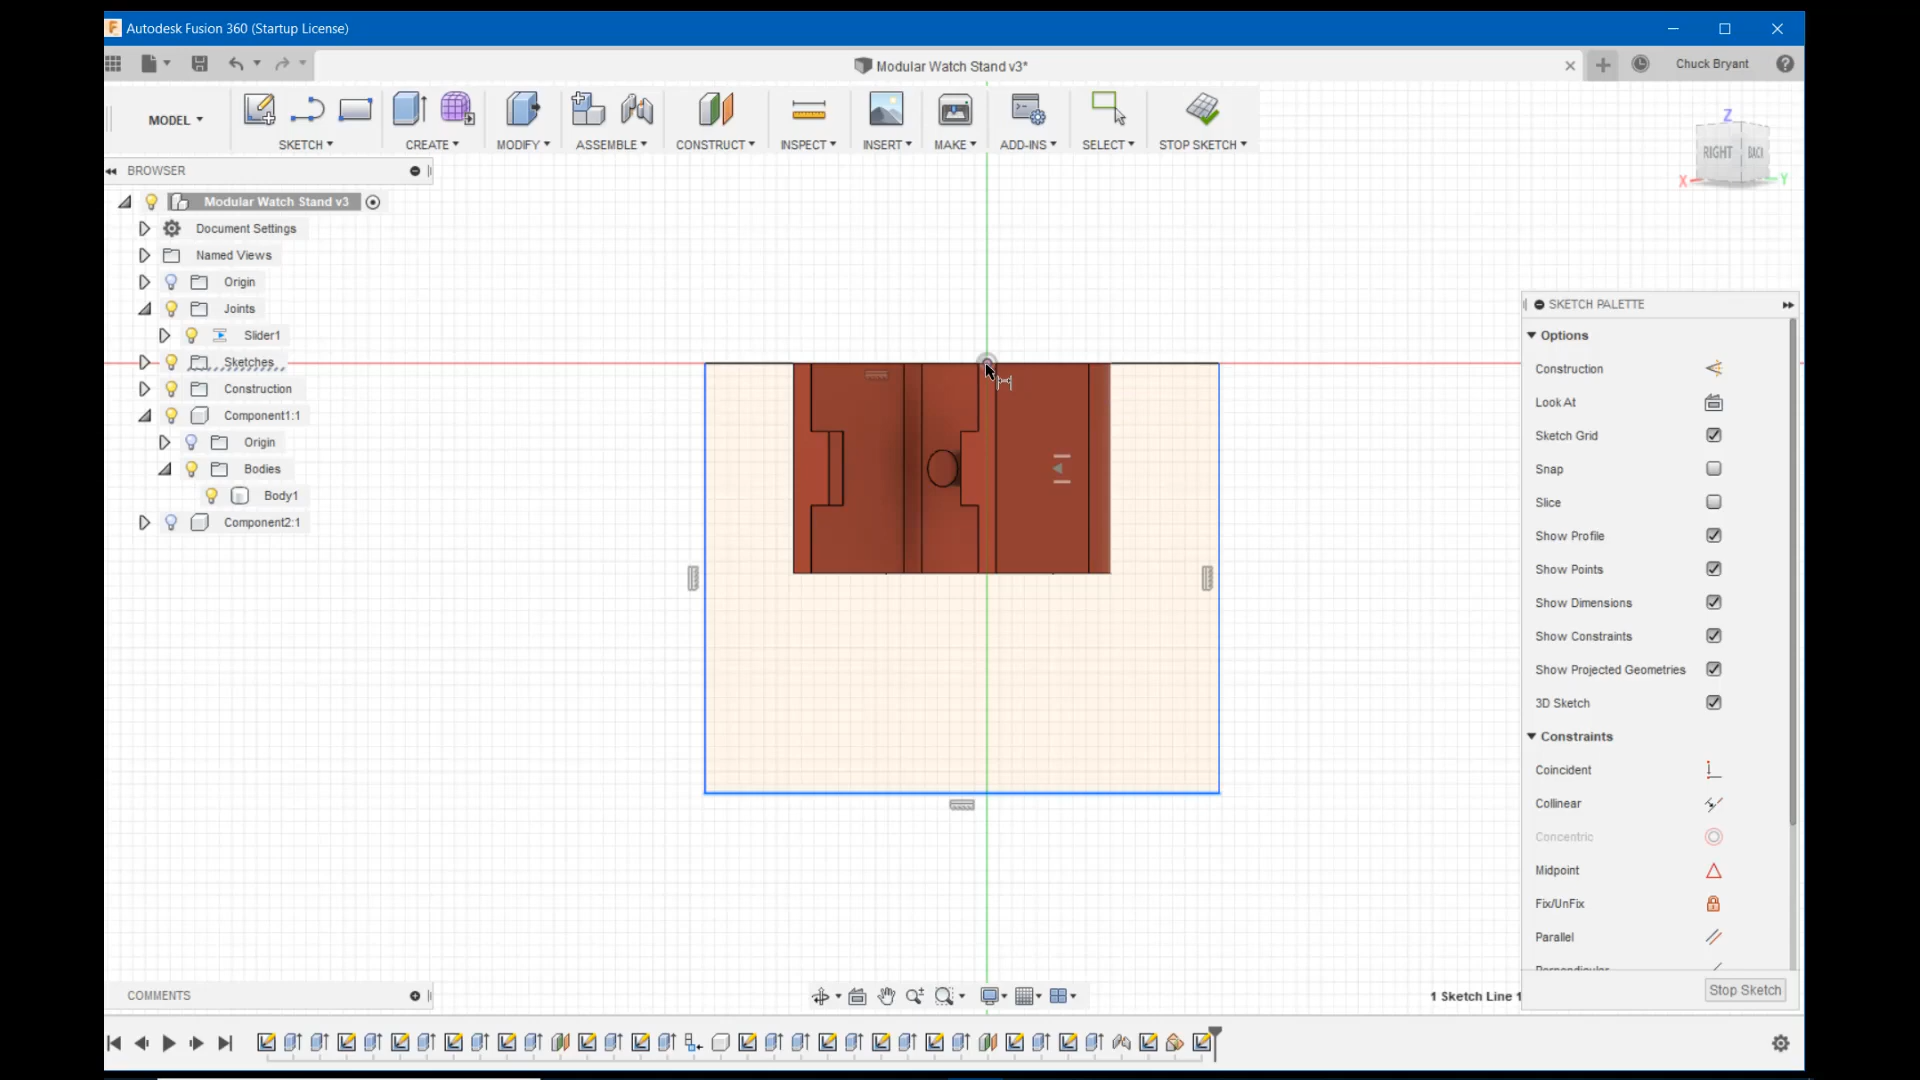 Autodesk Fusion 360 (Startup License)
Modular Watch Stand v3*
Chuck Bryant
MODEL
SKETCH
CREATE
MODIFY
ASSEMBLE
CONSTRUCT
INSPECT
INSERT
MAKE
ADD-INS
SELECT
STOP SKETCH
Z
RIGHT
BACK
X
Y
BROWSER
Modular Watch Stand v3
Document Settings
Named Views
Origin
Joints
Slider1
Sketches
Construction
Component1:1
Origin
Bodies
Body1
Component2:1
SKETCH PALETTE
Options
Construction
Look At
Sketch Grid
Snap
Slice
Show Profile
Show Points
Show Dimensions
Show Constraints
Show Projected Geometries
3D Sketch
Constraints
Coincident
Collinear
Concentric
Midpoint
Fix/UnFix
Parallel
Stop Sketch
COMMENTS
1 Sketch Line